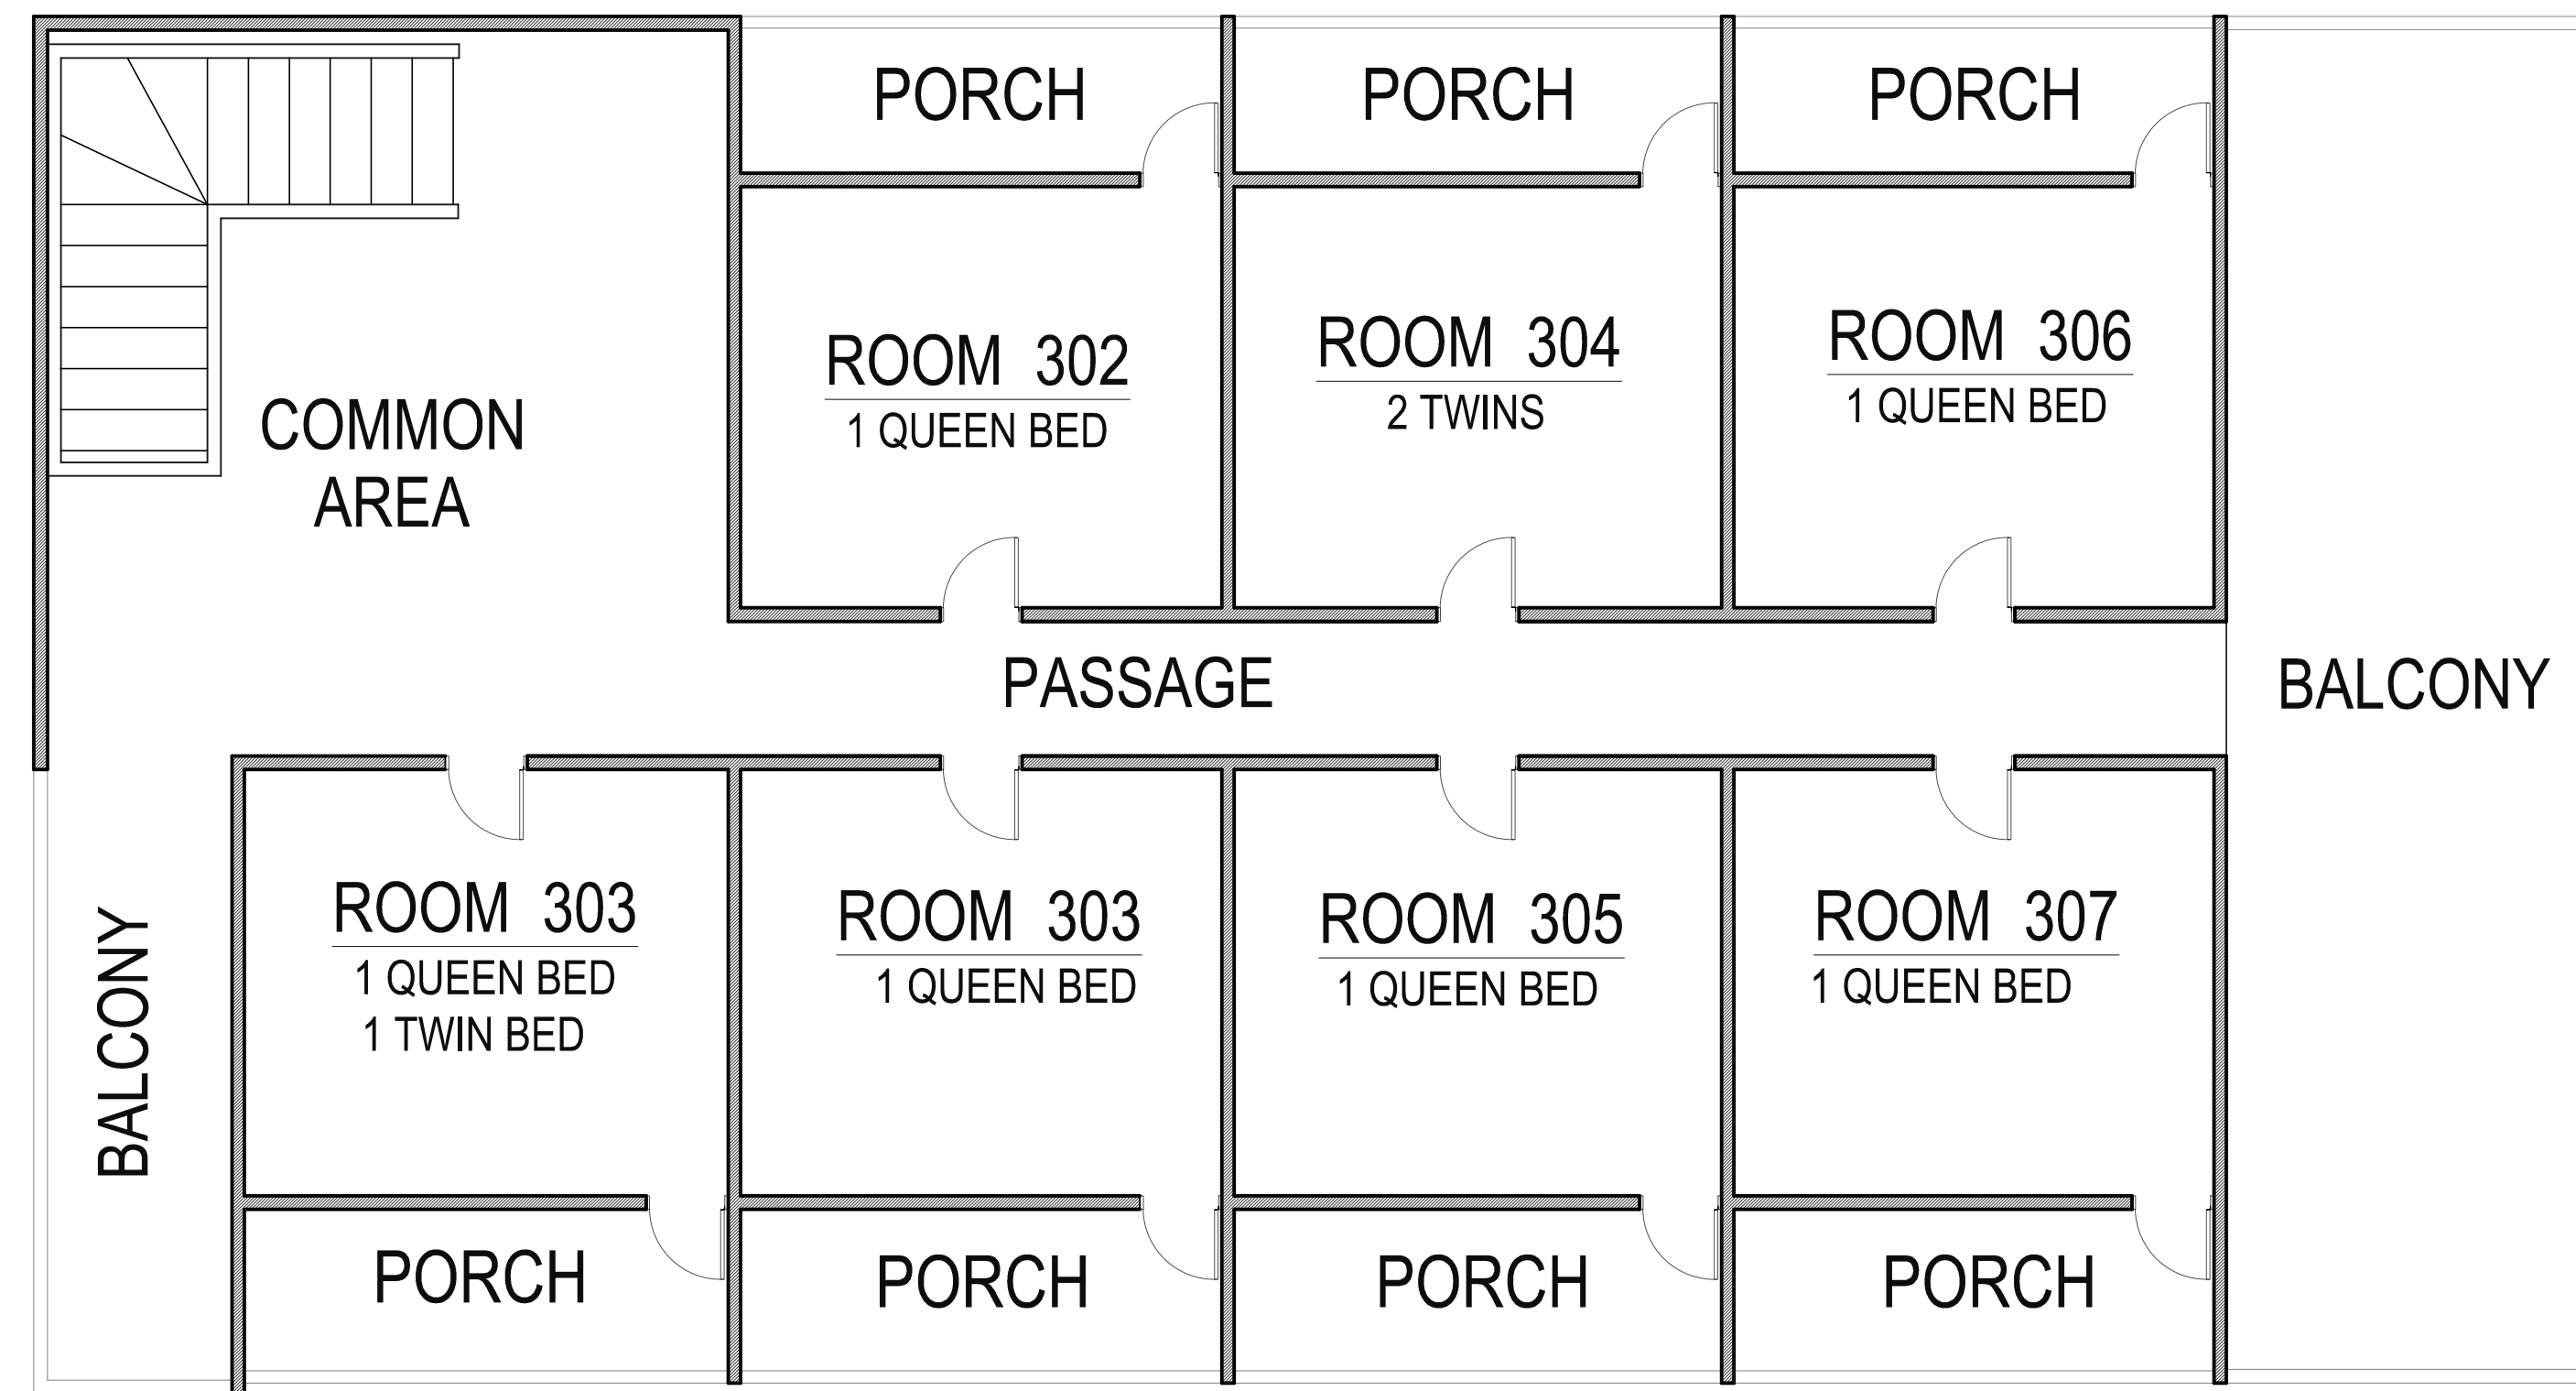 PORCH
PORCH
PORCH
ROOM 302
1 QUEEN BED
ROOM 304
2 TWINS
ROOM 306
1 QUEEN BED
COMMON
AREA
PASSAGE
BALCONY
BALCONY
ROOM 303
1 QUEEN BED
1 TWIN BED
ROOM 303
1 QUEEN BED
ROOM 305
1 QUEEN BED
ROOM 307
1 QUEEN BED
PORCH
PORCH
PORCH
PORCH